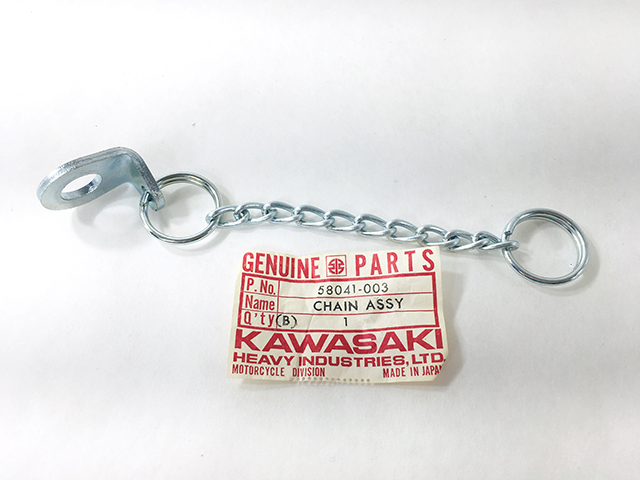 GENUINE PARTS
P. No. 58041-003
Name CHAIN ASSY
Q'ty (B) 1
KAWASAKI
HEAVY INDUSTRIES, LTD.
MOTORCYCLE DIVISION MADE IN JAPAN